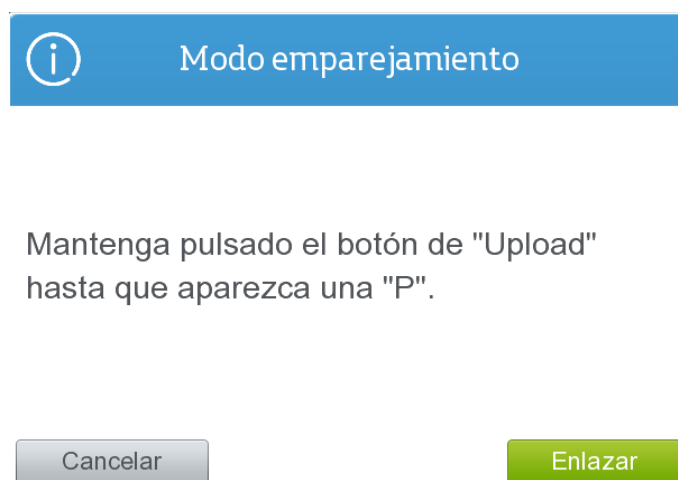 Modo emparejamiento
Mantenga pulsado el botón de "Upload"
hasta que aparezca una "P".
Cancelar
Enlazar